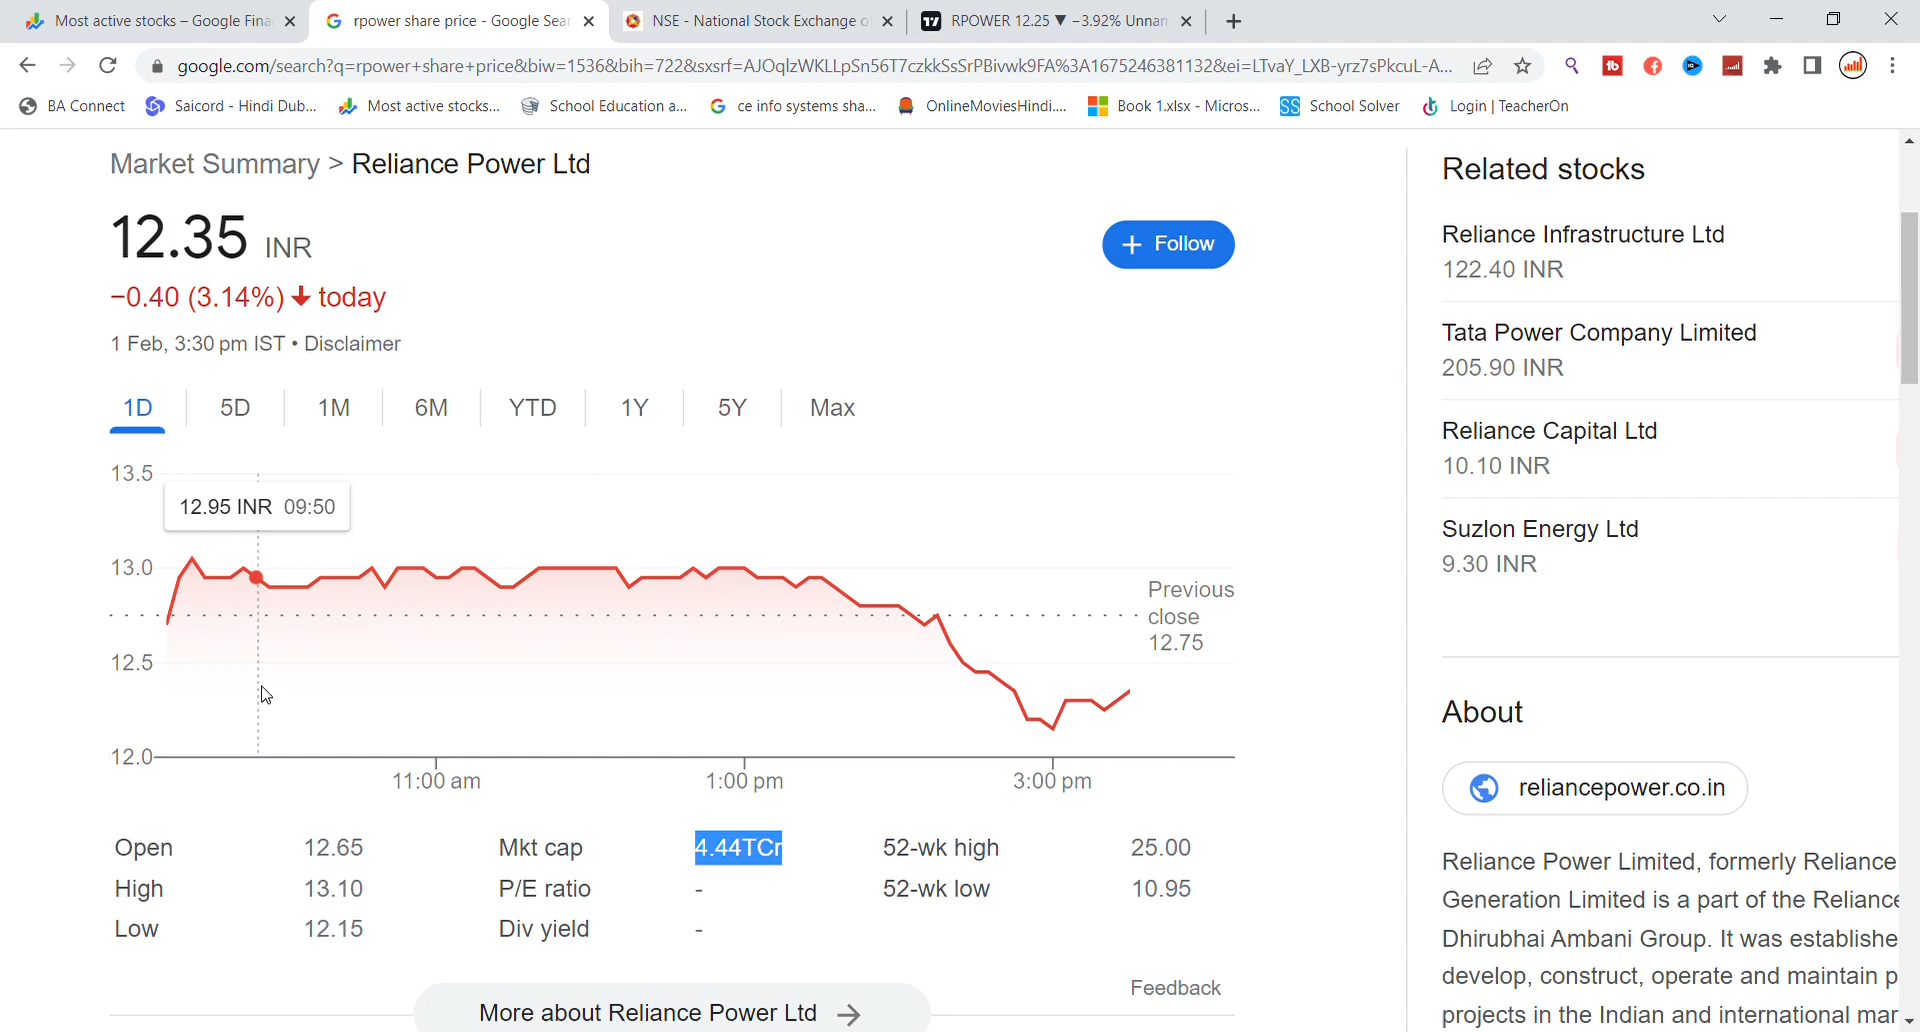 Most active stocks – Google Fina
rpower share price - Google Sear
NSE - National Stock Exchange o
RPOWER 12.25 ▼ −3.92% Unnam
google.com/search?q=rpower+share+price&biw=1536&bih=722&sxsrf=AJOqlzWKLLpSn56T7czkkSsSrPBivwk9FA%3A1675246381132&ei=LTvaY_LXB-yrz7sPkcuL-A...
BA Connect
Saicord - Hindi Dub...
Most active stocks...
School Education a...
ce info systems sha...
OnlineMoviesHindi....
Book 1.xlsx - Micros...
SS School Solver
Login | TeacherOn
Market Summary > Reliance Power Ltd
12.35 INR
+ Follow
−0.40 (3.14%) ↓ today
1 Feb, 3:30 pm IST • Disclaimer
1D 5D 1M 6M YTD 1Y 5Y Max
13.5
12.95 INR 09:50
13.0
Previous
close
12.75
12.5
12.0
11:00 am 1:00 pm 3:00 pm
Open 12.65 Mkt cap 4.44TCr 52-wk high 25.00
High 13.10 P/E ratio - 52-wk low 10.95
Low 12.15 Div yield -
Feedback
More about Reliance Power Ltd →
Related stocks
Reliance Infrastructure Ltd
122.40 INR
Tata Power Company Limited
205.90 INR
Reliance Capital Ltd
10.10 INR
Suzlon Energy Ltd
9.30 INR
About
reliancepower.co.in
Reliance Power Limited, formerly Reliance
Generation Limited is a part of the Reliance
Dhirubhai Ambani Group. It was establishe
develop, construct, operate and maintain p
projects in the Indian and international mar